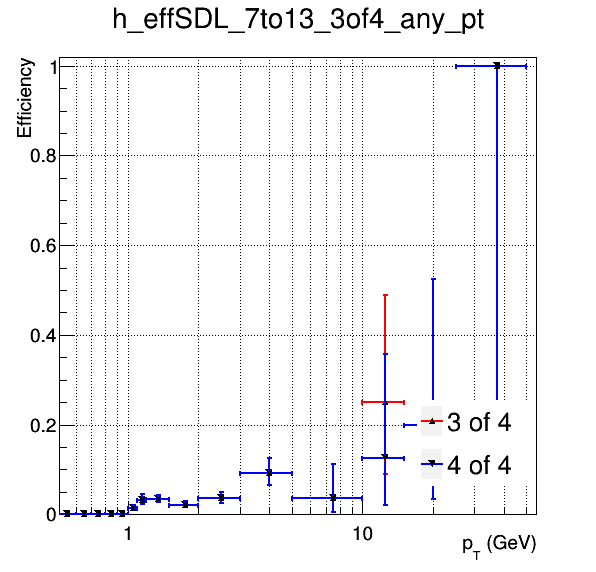 h_effSDL_7to13_3of4_any_pt
Efficiency
1
0.8
0.6
0.4
0.2
0
3 of 4
4 of 4
1
10
p_T (GeV)